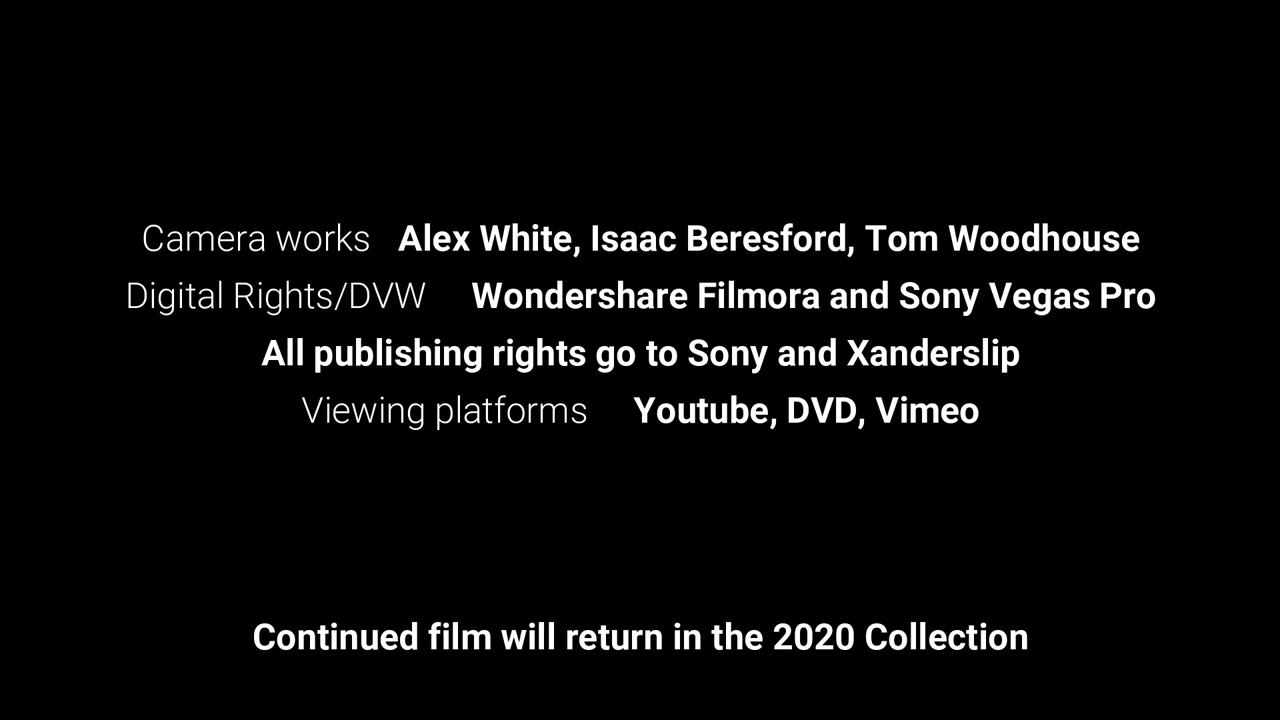 Camera works Alex White, Isaac Beresford, Tom Woodhouse
Digital Rights/DVW Wondershare Filmora and Sony Vegas Pro
All publishing rights go to Sony and Xanderslip
Viewing platforms Youtube, DVD, Vimeo
Continued film will return in the 2020 Collection